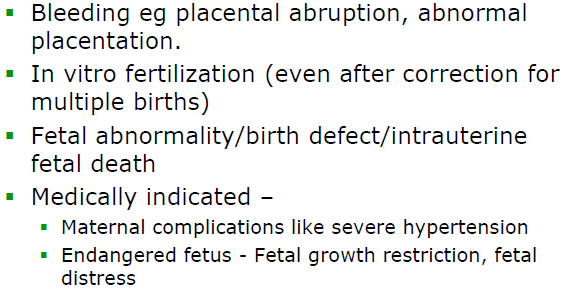 ▪ Bleeding eg placental abruption, abnormal
placentation.
▪ In vitro fertilization (even after correction for
multiple births)
▪ Fetal abnormality/birth defect/intrauterine
fetal death
▪ Medically indicated –
▪ Maternal complications like severe hypertension
▪ Endangered fetus - Fetal growth restriction, fetal
distress